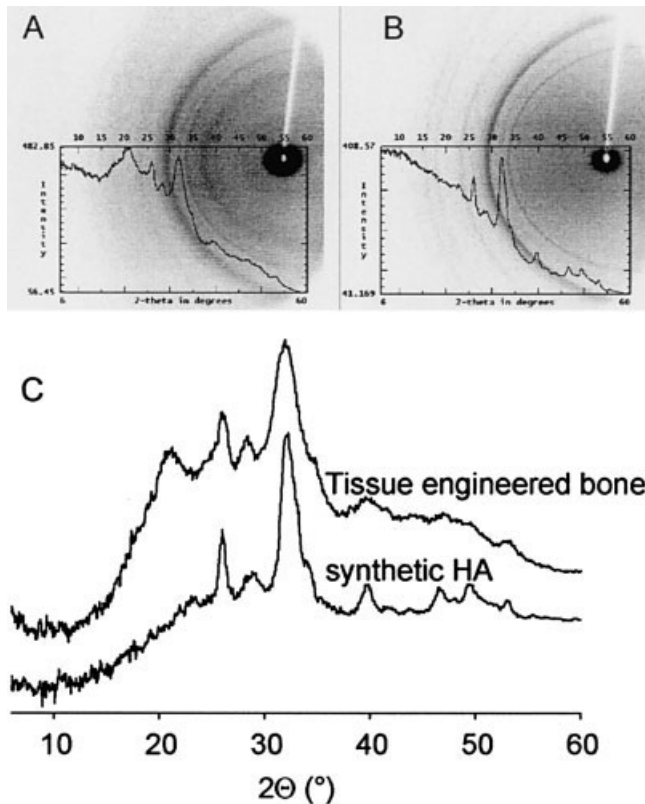 A
B
10 15 20 25 30 35 40 45 50 55 60
10 15 20 25 30 35 40 45 50 55 60
482.85
408.57
Intensity
Intensity
56.45
41.169
6 2-theta in degrees 60
6 2-theta in degrees 60
C
Tissue engineered bone
synthetic HA
10 20 30 40 50 60
2Θ (°)